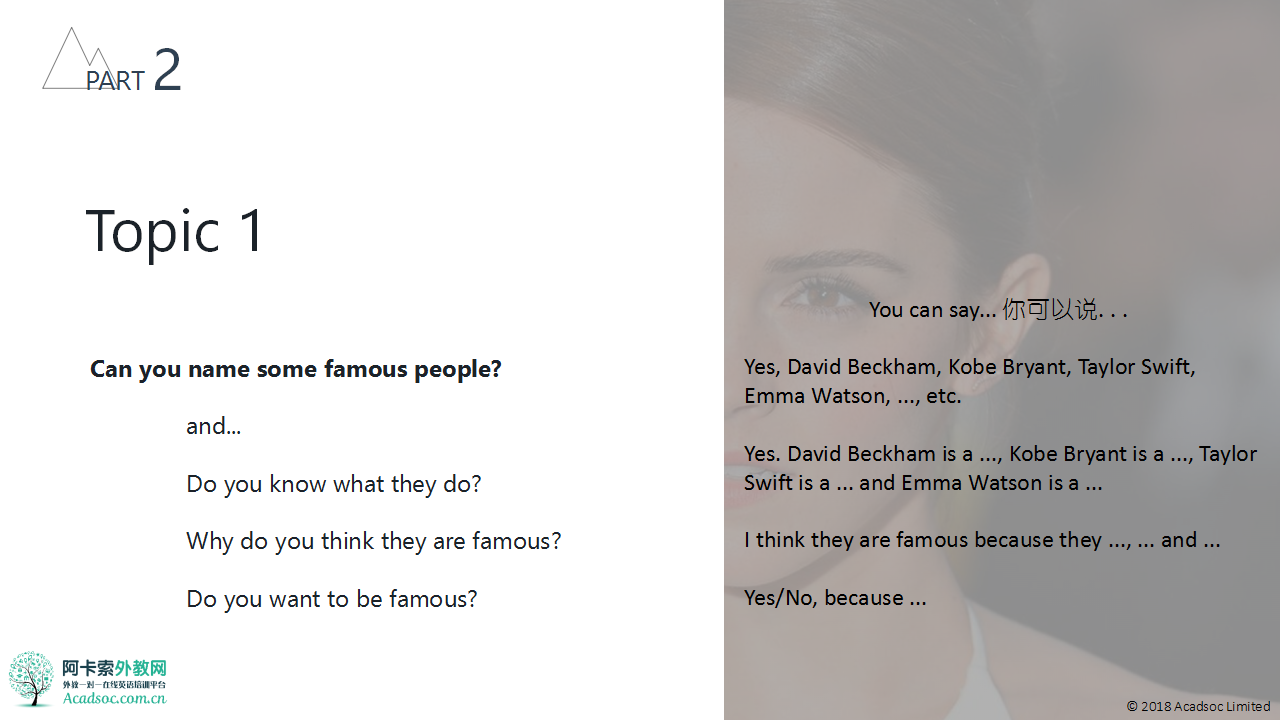 PART 2
Topic 1
Can you name some famous people?
and...
Do you know what they do?
Why do you think they are famous?
Do you want to be famous?
You can say... 你可以说. . .
Yes, David Beckham, Kobe Bryant, Taylor Swift,
Emma Watson, ..., etc.
Yes. David Beckham is a ..., Kobe Bryant is a ..., Taylor
Swift is a ... and Emma Watson is a ...
I think they are famous because they ..., ... and ...
Yes/No, because ...
阿卡索外教网
外教一对一在线英语培训平台
Acadsoc.com.cn
© 2018 Acadsoc Limited